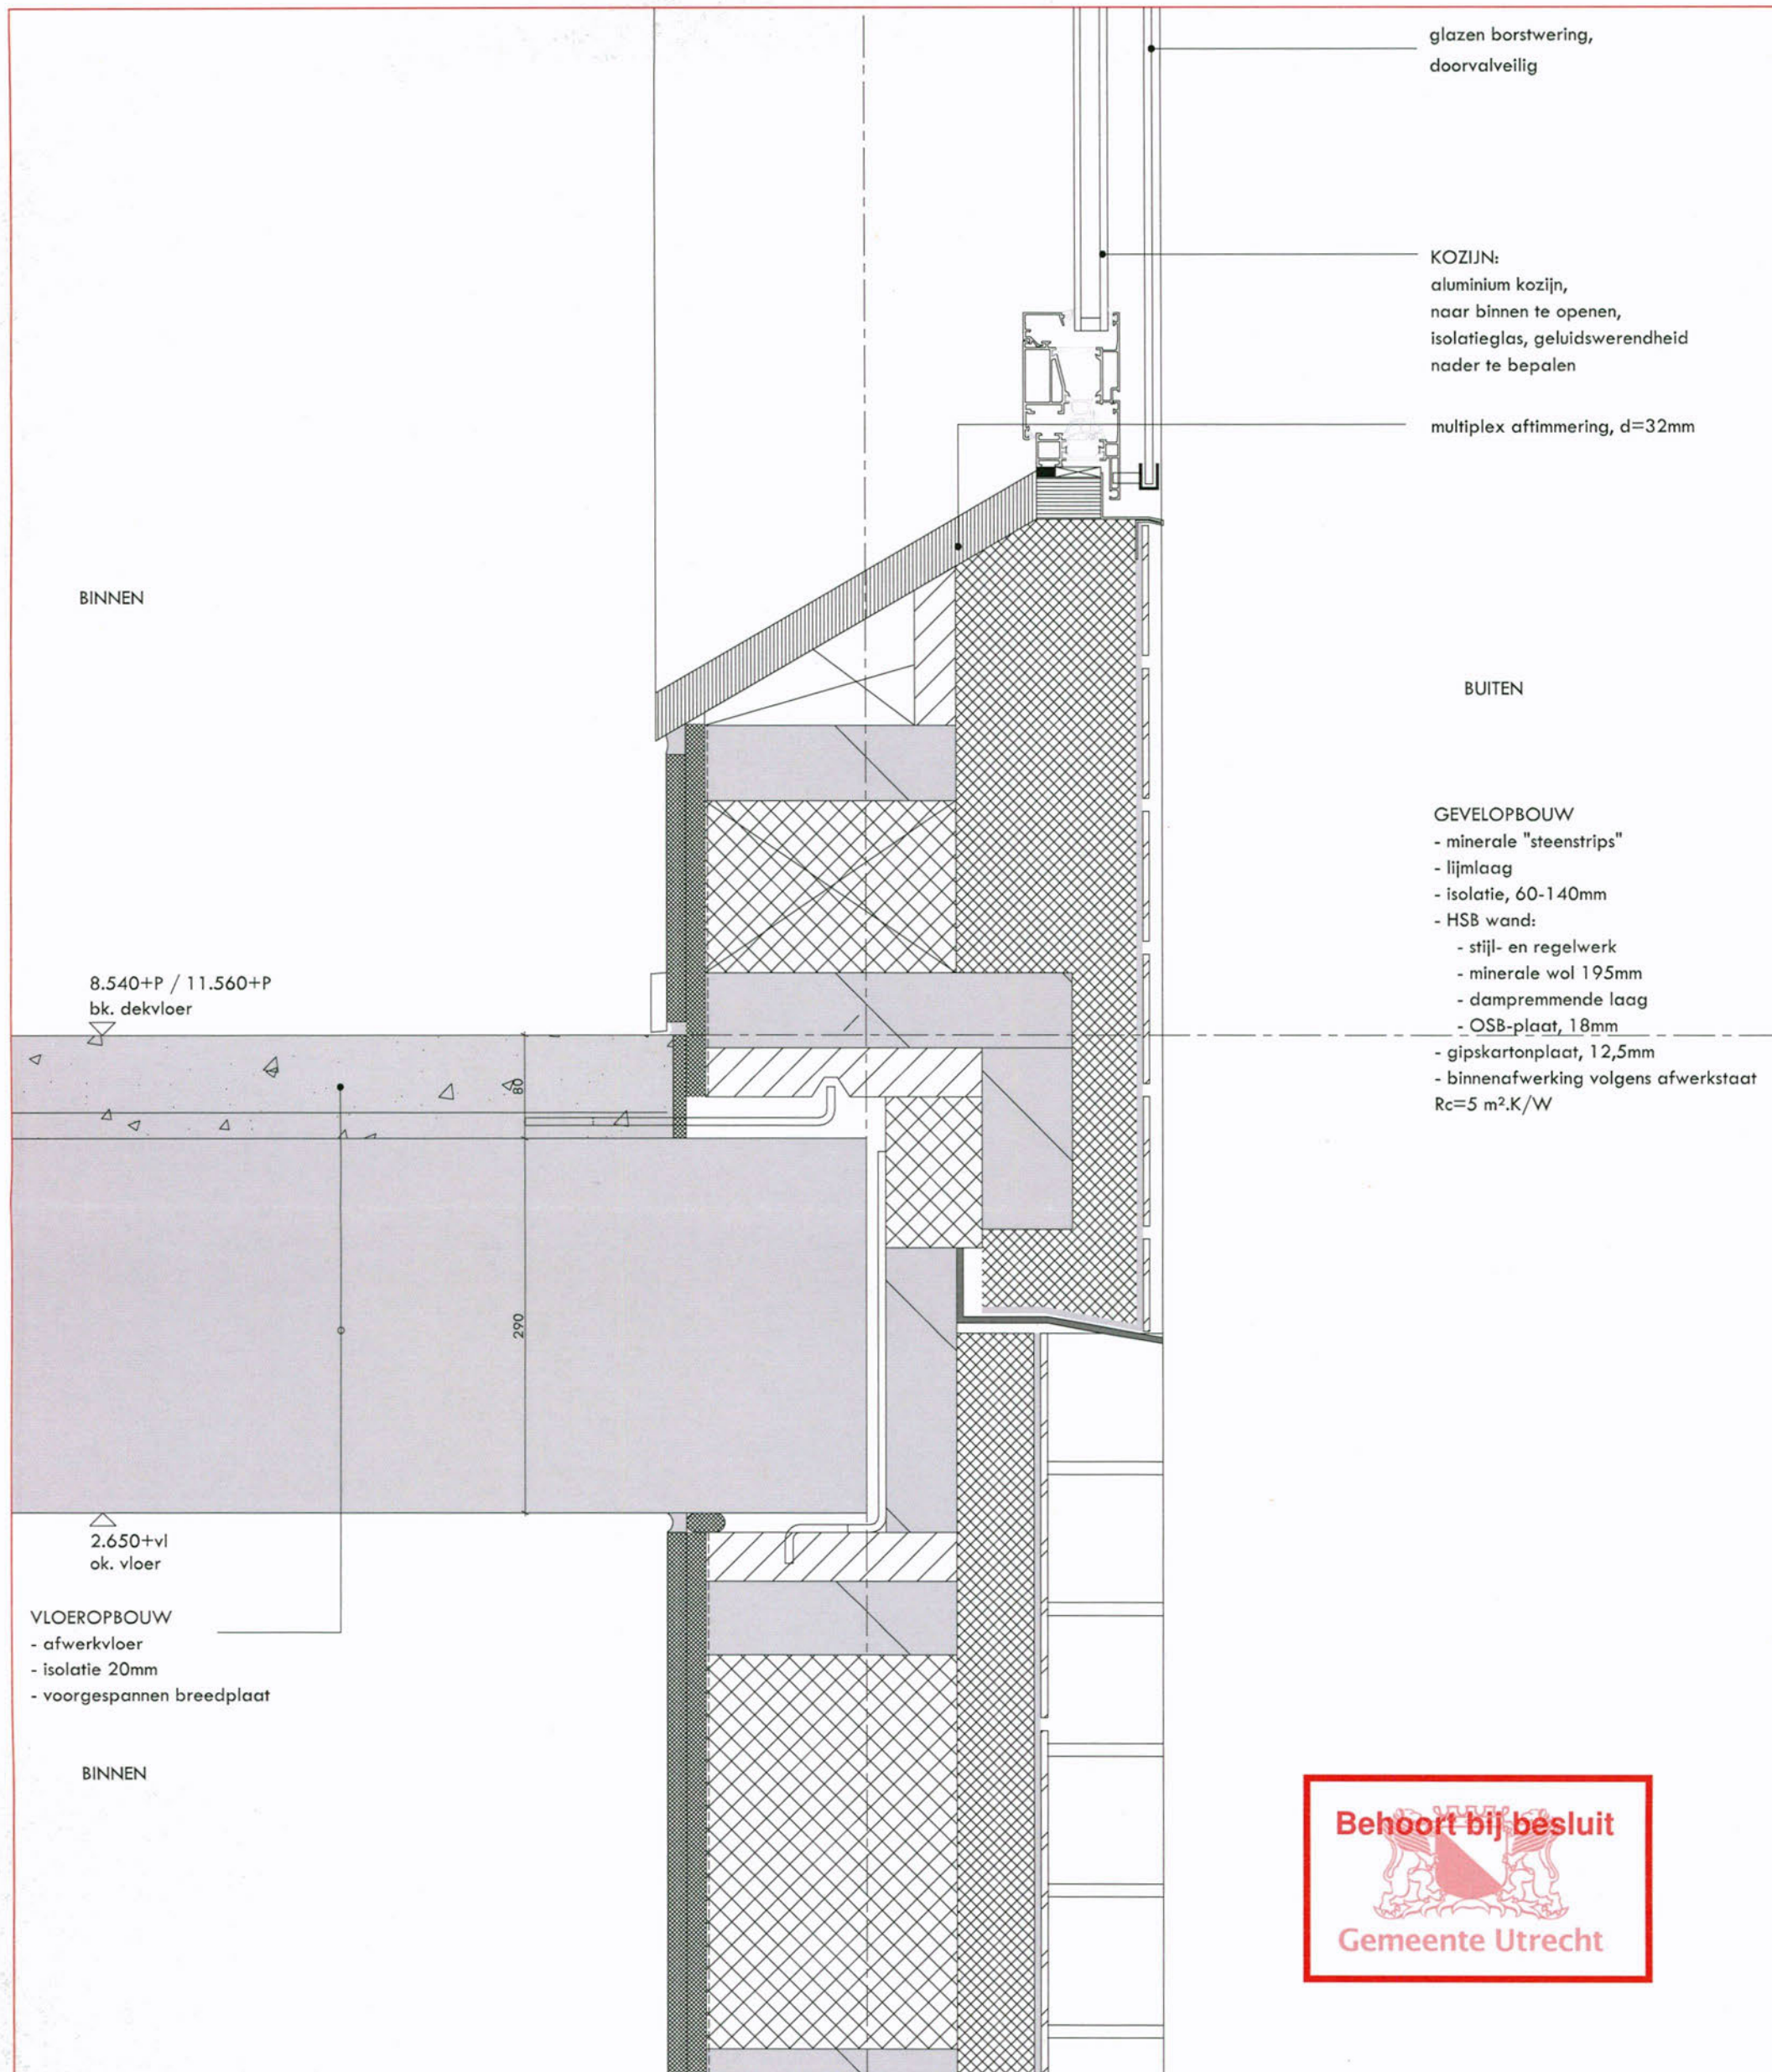 glazen borstwering,
doorvalveilig
KOZIJN:
aluminium kozijn,
naar binnen te openen,
isolatieglas, geluidswerendheid
nader te bepalen
multiplex aftimmering, d=32mm
BINNEN
BUITEN
GEVELOPBOUW
- minerale "steenstrips"
- lijmlaag
- isolatie, 60-140mm
- HSB wand:
- stijl- en regelwerk
- minerale wol 195mm
- dampremmende laag
- OSB-plaat, 18mm
- gipskartonplaat, 12,5mm
- binnenafwerking volgens afwerkstaat
Rc=5 m².K/W
8.540+P / 11.560+P
bk. dekvloer
80
290
2.650+vl
ok. vloer
VLOEROPBOUW
- afwerkvloer
- isolatie 20mm
- voorgespannen breedplaat
BINNEN
Behoort bij besluit
Gemeente Utrecht